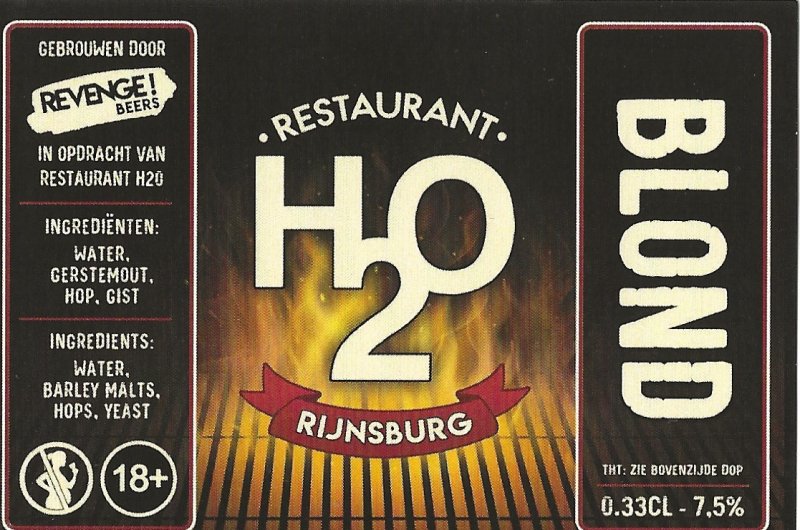 GEBROUWEN DOOR
REVENGE!
BEERS
IN OPDRACHT VAN
RESTAURANT H2O
INGREDIËNTEN:
WATER,
GERSTEMOUT,
HOP, GIST
INGREDIENTS:
WATER,
BARLEY MALTS,
HOPS, YEAST
18+
• RESTAURANT •
H2O
RIJNSBURG
BLOND
THT: ZIE BOVENZIJDE DOP
0.33CL - 7,5%